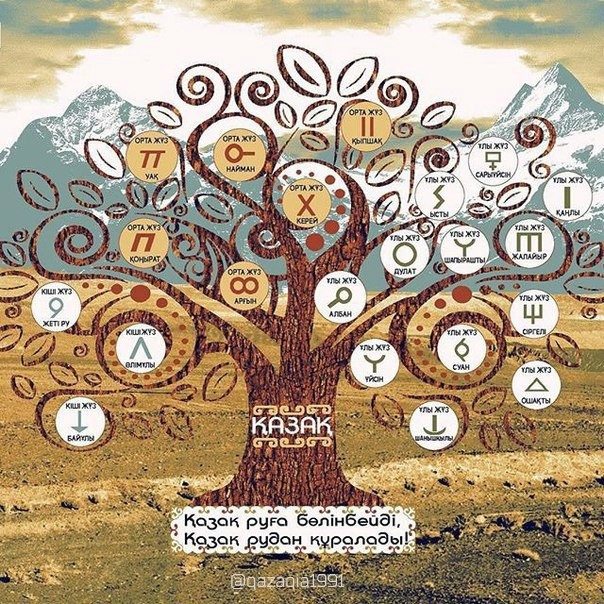 ОРТА ЖҮЗ
УАҚ
ОРТА ЖҮЗ
НАЙМАН
ОРТА ЖҮЗ
ҚЫПШАҚ
ОРТА ЖҮЗ
КЕРЕЙ
ҰЛЫ ЖҮЗ
ЫСТЫ
ҰЛЫ ЖҮЗ
САРЫҮЙСІН
ҰЛЫ ЖҮЗ
ҚАҢЛЫ
ОРТА ЖҮЗ
ҚОҢЫРАТ
ОРТА ЖҮЗ
АРҒЫН
ҰЛЫ ЖҮЗ
АЛБАН
ҰЛЫ ЖҮЗ
ДУЛАТ
ҰЛЫ ЖҮЗ
ШАПЫРАШТЫ
ҰЛЫ ЖҮЗ
ЖАЛАЙЫР
КІШІ ЖҮЗ
ЖЕТІ РУ
КІШІ ЖҮЗ
ӘЛІМҰЛЫ
ҰЛЫ ЖҮЗ
ҮЙСІН
ҰЛЫ ЖҮЗ
СУАН
ҰЛЫ ЖҮЗ
СІРГЕЛІ
ҰЛЫ ЖҮЗ
ОШАҚТЫ
КІШІ ЖҮЗ
БАЙҰЛЫ
ҰЛЫ ЖҮЗ
ШАНЫШҚЫЛЫ
ҚАЗАҚ
Қазақ руға бөлінбейді,
Қазақ рудан құралады!
@qazaqia1991